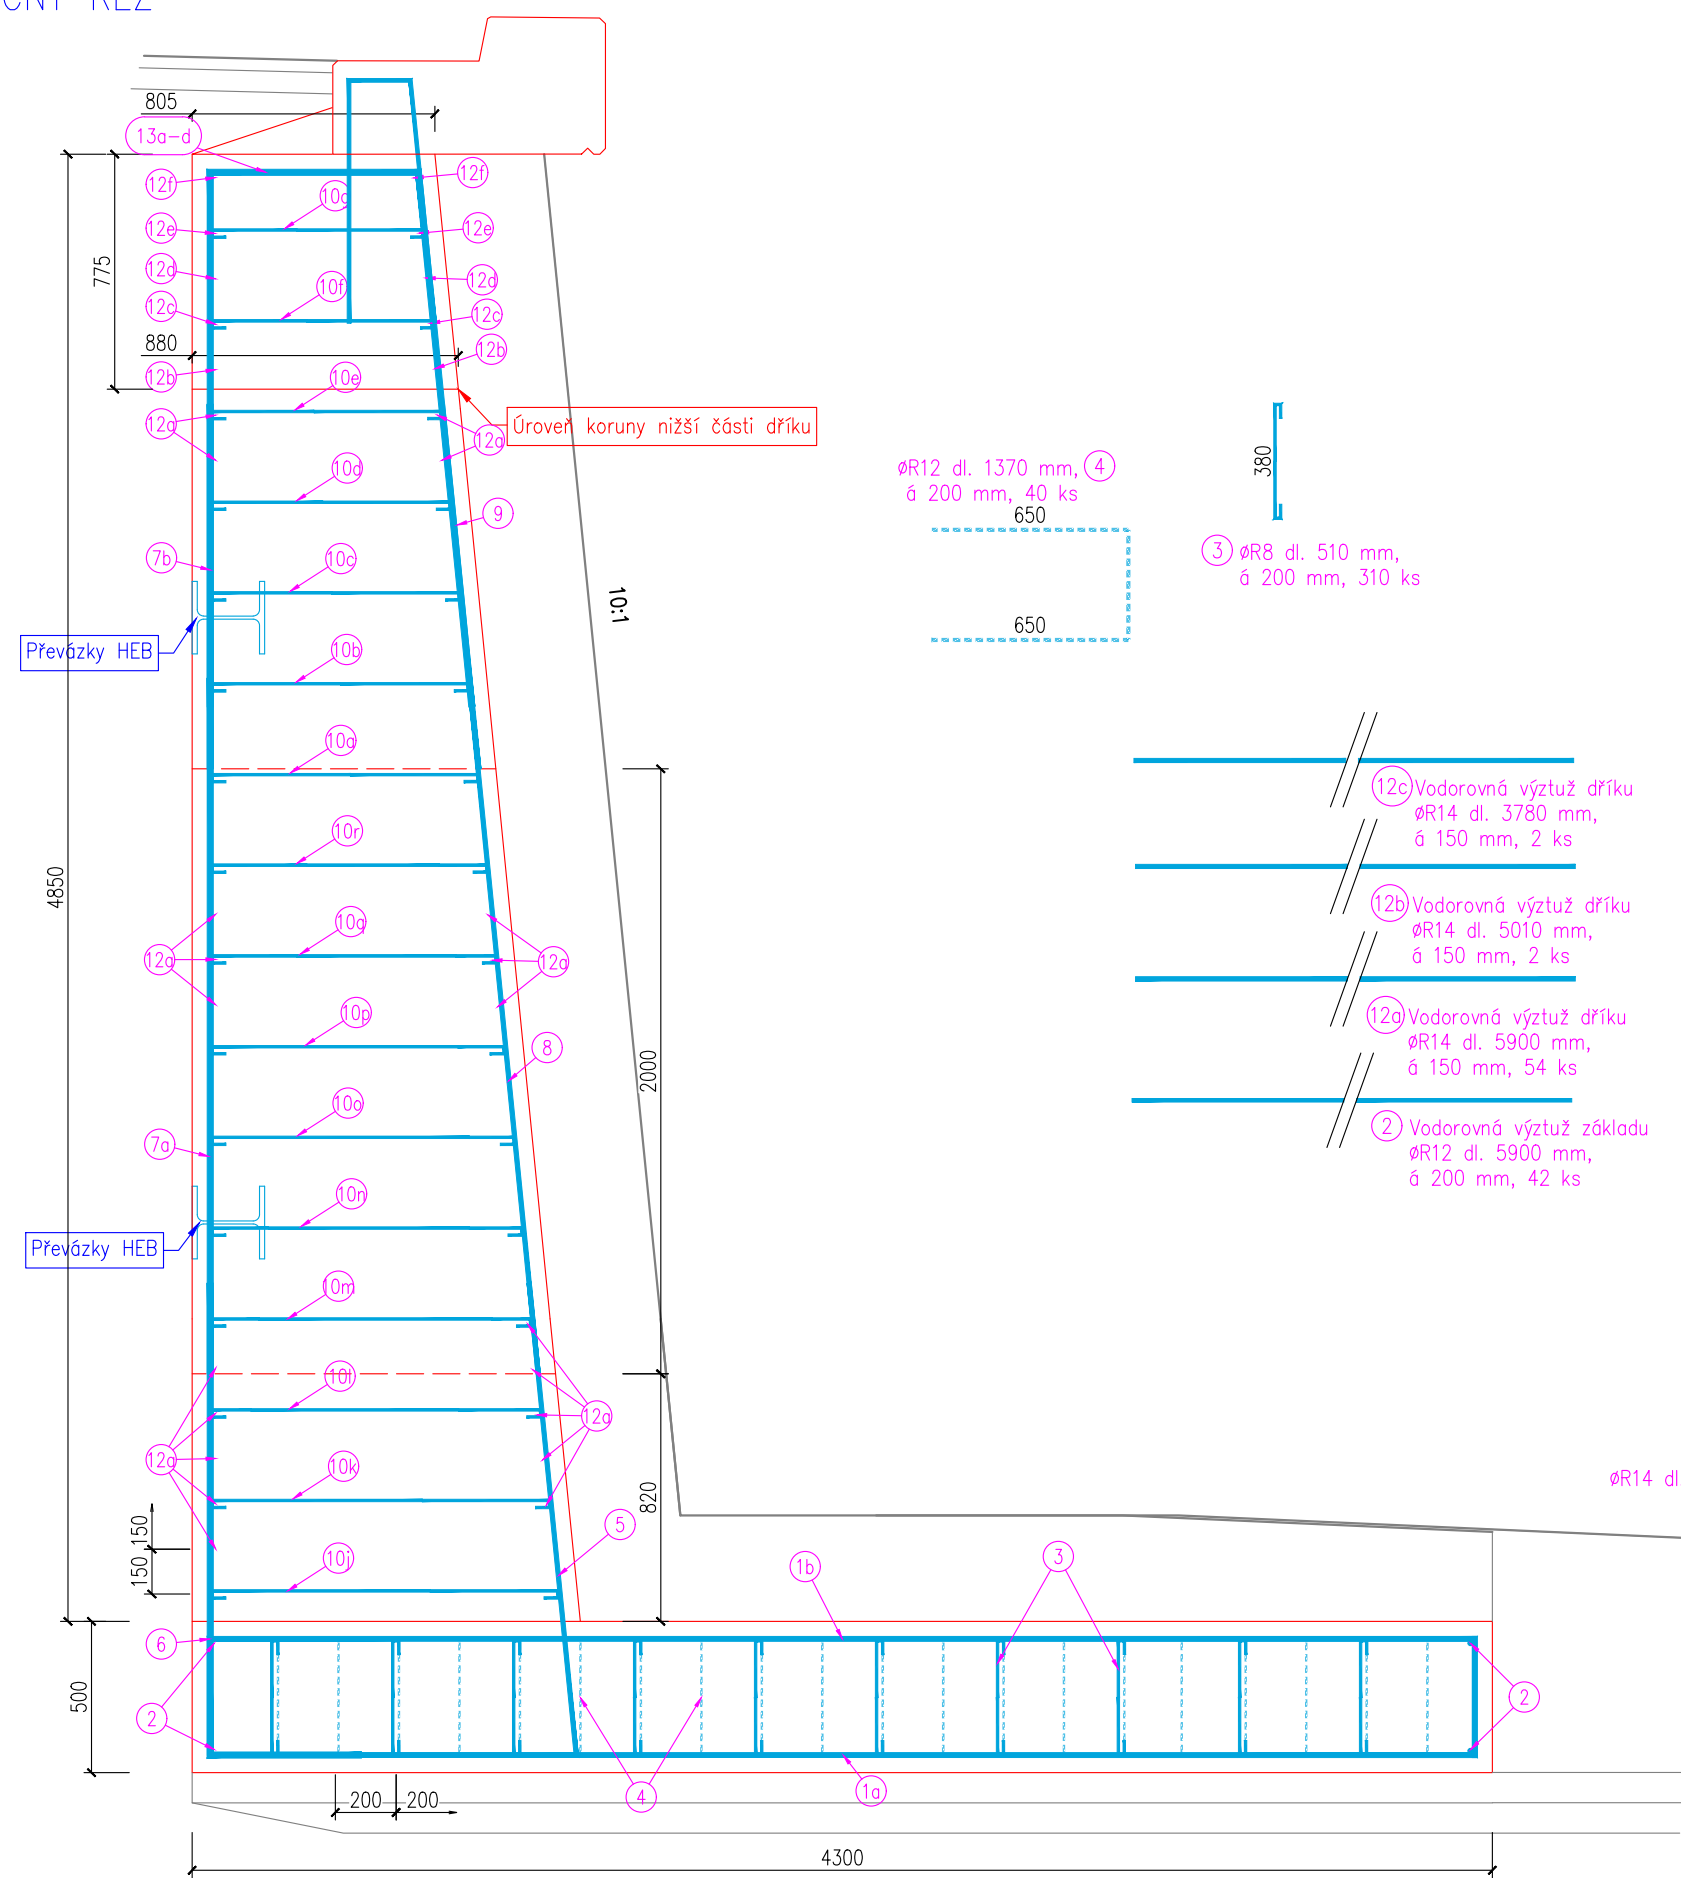 805
13a-d
12f
12f
10g
12e
12e
775
12d
12d
10f
12c
12c
880
12b
12b
10e
12a
Úroveň koruny nižší části dříku
12a
10d
9
ØR12 dl. 1370 mm, 4
á 200 mm, 40 ks
650
380
3 ØR8 dl. 510 mm,
á 200 mm, 310 ks
7b
10c
10:1
650
Převázky HEB
10b
10a
12c Vodorovná výztuž dříku
ØR14 dl. 3780 mm,
á 150 mm, 2 ks
10r
4850
12b Vodorovná výztuž dříku
ØR14 dl. 5010 mm,
á 150 mm, 2 ks
10q
12a
12a
10p
12a Vodorovná výztuž dříku
ØR14 dl. 5900 mm,
á 150 mm, 54 ks
8
2000
10o
7a
2 Vodorovná výztuž základu
ØR12 dl. 5900 mm,
á 200 mm, 42 ks
10n
Převázky HEB
10m
10l
12a
12a
10k
ØR14 dl.
820
150
150
5
10j
1b
3
6
500
2
2
4
1a
200
200
4300